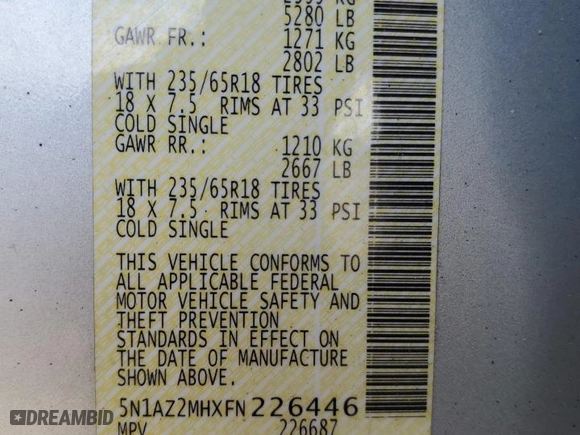 5280 LB
GAWR FR.: 1271 KG
2802 LB
WITH 235/65R18 TIRES
18 X 7.5 RIMS AT 33 PSI
COLD SINGLE
GAWR RR.: 1210 KG
2667 LB
WITH 235/65R18 TIRES
18 X 7.5 RIMS AT 33 PSI
COLD SINGLE
THIS VEHICLE CONFORMS TO
ALL APPLICABLE FEDERAL
MOTOR VEHICLE SAFETY AND
THEFT PREVENTION
STANDARDS IN EFFECT ON
THE DATE OF MANUFACTURE
SHOWN ABOVE.
5N1AZ2MHXFN226446
MPV 226687
DREAMBID